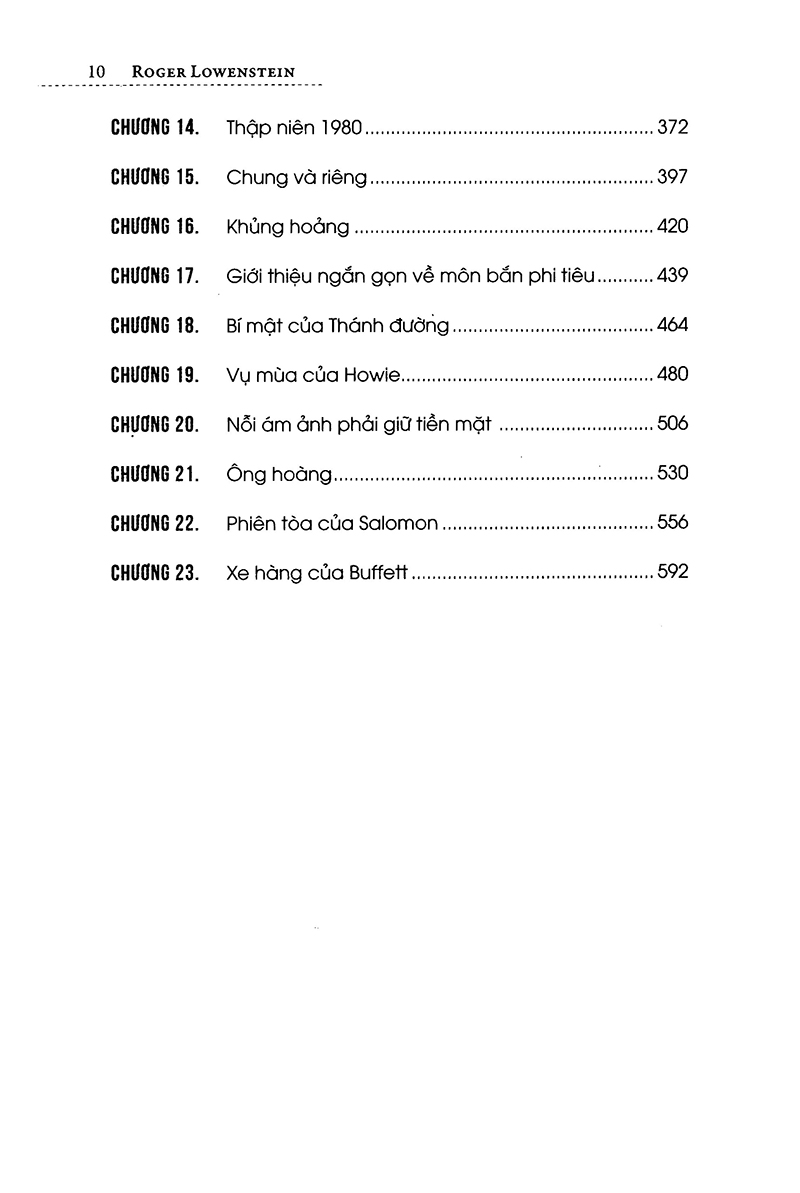 10 ROGER LOWENSTEIN
CHƯƠNG 14. Thập niên 1980 ........ 372
CHƯƠNG 15. Chung và riêng ........ 397
CHƯƠNG 16. Khủng hoảng ........ 420
CHƯƠNG 17. Giới thiệu ngắn gọn về môn bắn phi tiêu ........ 439
CHƯƠNG 18. Bí mật của Thánh đường ........ 464
CHƯƠNG 19. Vụ mùa của Howie ........ 480
CHƯƠNG 20. Nỗi ám ảnh phải giữ tiền mặt ........ 506
CHƯƠNG 21. Ông hoàng ........ 530
CHƯƠNG 22. Phiên tòa của Salomon ........ 556
CHƯƠNG 23. Xe hàng của Buffett ........ 592